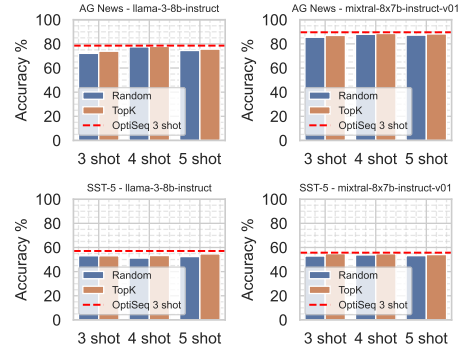 AG News - llama-3-8b-instruct
100
80
60
40
20
0
Accuracy %
Random
TopK
OptiSeq 3 shot
3 shot 4 shot 5 shot
AG News - mixtral-8x7b-instruct-v01
100
80
60
40
20
0
Accuracy %
Random
TopK
OptiSeq 3 shot
3 shot 4 shot 5 shot
SST-5 - llama-3-8b-instruct
100
80
60
40
20
0
Accuracy %
Random
TopK
OptiSeq 3 shot
3 shot 4 shot 5 shot
SST-5 - mixtral-8x7b-instruct-v01
100
80
60
40
20
0
Accuracy %
Random
TopK
OptiSeq 3 shot
3 shot 4 shot 5 shot